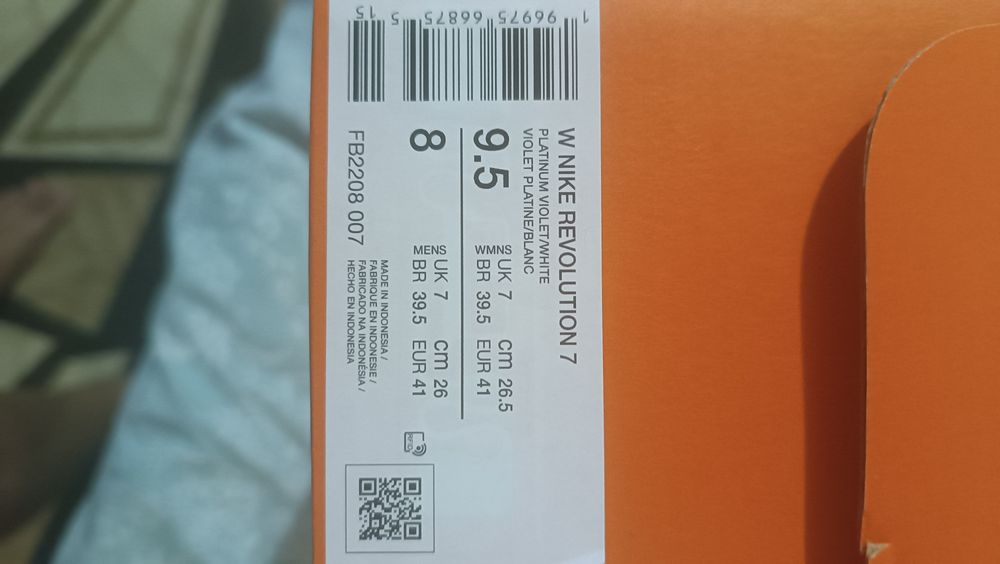 W NIKE REVOLUTION 7
PLATINUM VIOLET/WHITE
VIOLET PLATINE/BLANC
9.5
WMNS UK 7 cm 26.5
BR 39.5 EUR 41
8
MENS UK 7 cm 26
BR 39.5 EUR 41
MADE IN INDONESIA /
FABRIQUE EN INDONESIE /
FABRICADO NA INDONÉSIA /
HECHO EN INDONESIA
FB2208 007
RFID
1 96975 66875 5
15